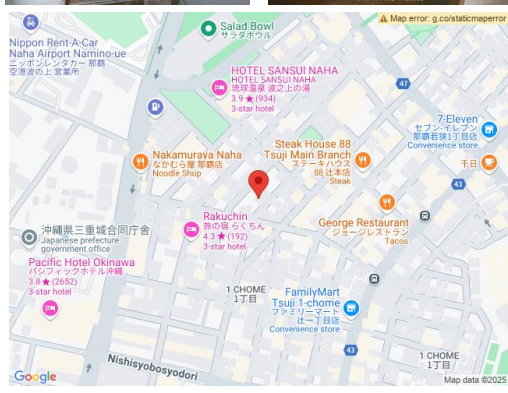 Map error: g.co/staticmaperror
Salad Bowl
サラダボウル
Nippon Rent-A-Car
Naha Airport Namino-ue
ニッポンレンタカー 那覇
空港波の上 営業所
HOTEL SANSUI NAHA
HOTEL SANSUI NAHA
琉球温泉 波之上の湯
3.9 ★ (934)
3-star hotel
47
7-Eleven
セブン-イレブン
那覇若狭1丁目店
Convenience store
Steak House 88
Tsuji Main Branch
ステーキハウス
88 辻本店
Steak
Nakamuraya Naha
なかむら屋 那覇店
Noodle Shop
千日
43
Rakuchin
旅の宿 らくちん
4.3 ★ (192)
3-star hotel
George Restaurant
ジョージレストラン
Tacos
沖縄県三重城合同庁舎
Japanese prefecture
government office
Pacific Hotel Okinawa
パシフィックホテル沖縄
3.8 ★ (2652)
3-star hotel
1 CHOME
1丁目
FamilyMart
Tsuji 1-chome
ファミリーマート
辻一丁目店
Convenience store
43
1 CHOME
1丁目
Nishisyobosyodori
Google
Map data ©2025